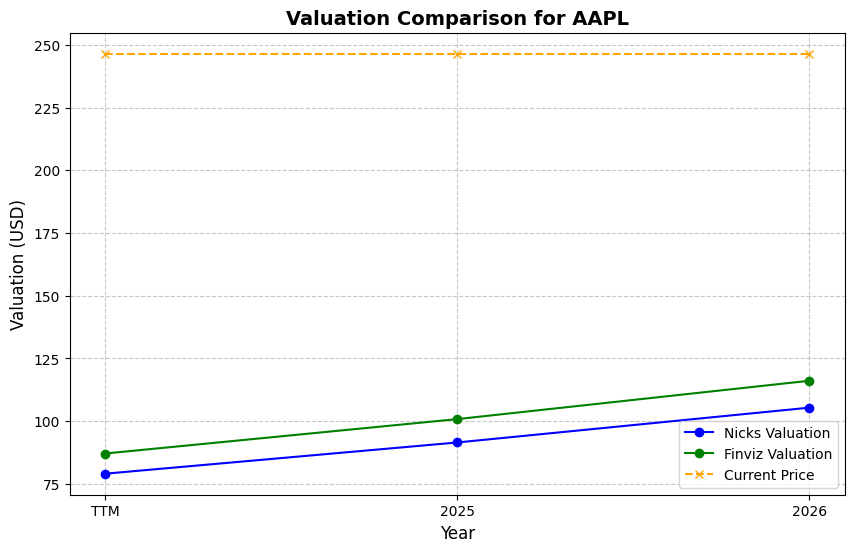 Valuation Comparison for AAPL
Valuation (USD)
250
225
200
175
150
125
100
75
TTM
2025
2026
Year
Nicks Valuation
Finviz Valuation
Current Price